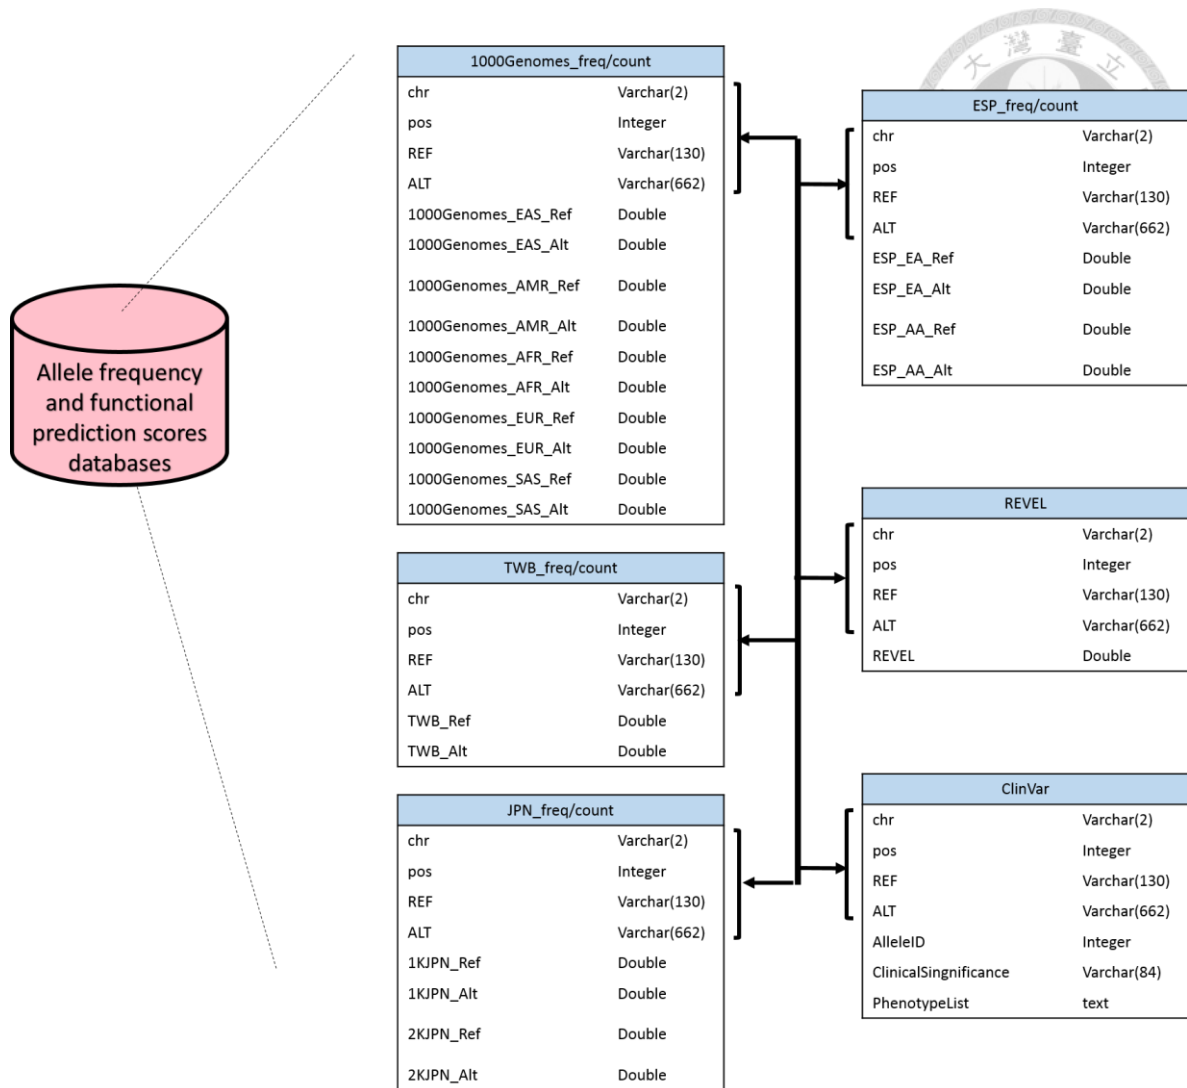 大灣臺立
Allele frequency
and functional
prediction scores
databases
1000Genomes_freq/count
chr Varchar(2)
pos Integer
REF Varchar(130)
ALT Varchar(662)
1000Genomes_EAS_Ref Double
1000Genomes_EAS_Alt Double
1000Genomes_AMR_Ref Double
1000Genomes_AMR_Alt Double
1000Genomes_AFR_Ref Double
1000Genomes_AFR_Alt Double
1000Genomes_EUR_Ref Double
1000Genomes_EUR_Alt Double
1000Genomes_SAS_Ref Double
1000Genomes_SAS_Alt Double
TWB_freq/count
chr Varchar(2)
pos Integer
REF Varchar(130)
ALT Varchar(662)
TWB_Ref Double
TWB_Alt Double
JPN_freq/count
chr Varchar(2)
pos Integer
REF Varchar(130)
ALT Varchar(662)
1KJPN_Ref Double
1KJPN_Alt Double
2KJPN_Ref Double
2KJPN_Alt Double
ESP_freq/count
chr Varchar(2)
pos Integer
REF Varchar(130)
ALT Varchar(662)
ESP_EA_Ref Double
ESP_EA_Alt Double
ESP_AA_Ref Double
ESP_AA_Alt Double
REVEL
chr Varchar(2)
pos Integer
REF Varchar(130)
ALT Varchar(662)
REVEL Double
ClinVar
chr Varchar(2)
pos Integer
REF Varchar(130)
ALT Varchar(662)
AlleleID Integer
ClinicalSingnificance Varchar(84)
PhenotypeList text